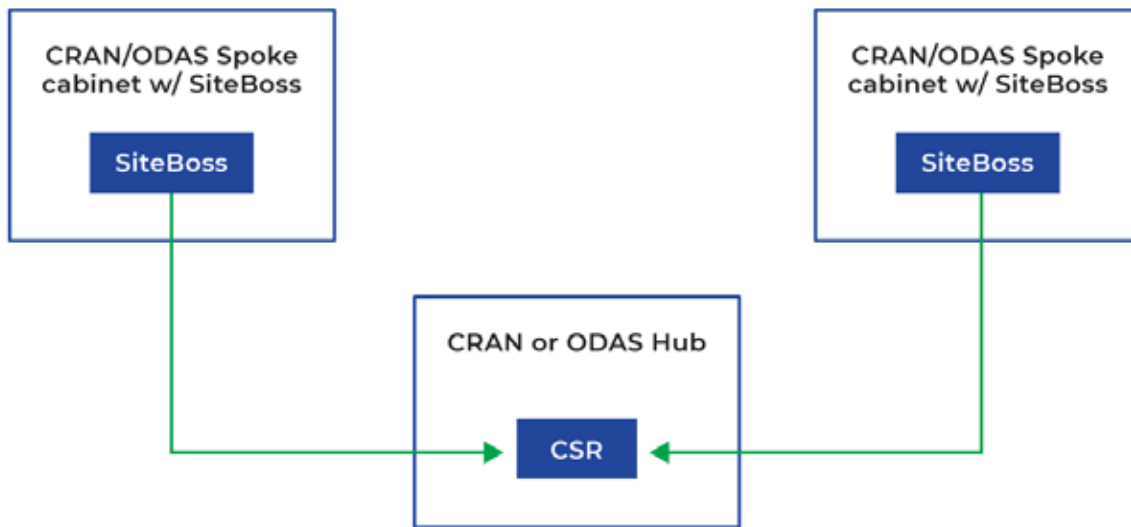 CRAN/ODAS Spoke
cabinet w/ SiteBoss
SiteBoss
CRAN/ODAS Spoke
cabinet w/ SiteBoss
SiteBoss
CRAN or ODAS Hub
CSR